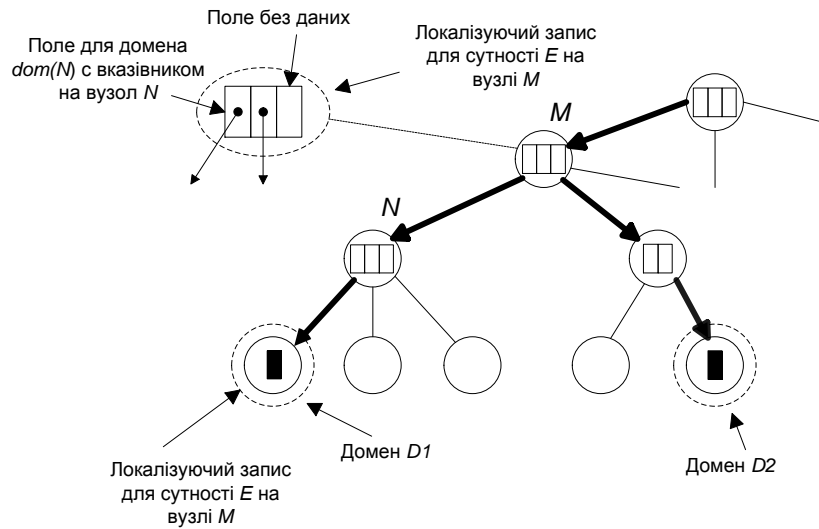 Поле без даних
Поле для домена
dom(N) с вказівником
на вузол N
Локалізуючий запис
для сутності E на
вузлі M
M
N
Домен D1
Домен D2
Локалізуючий запис
для сутності E на
вузлі M